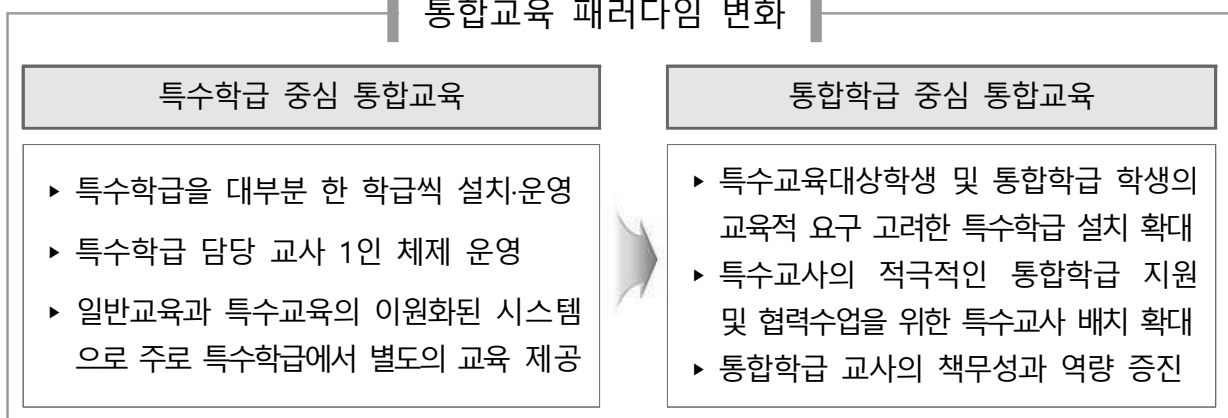 통합교육 패러다임 변화
특수학급 중심 통합교육
▸ 특수학급을 대부분 한 학급씩 설치·운영
▸ 특수학급 담당 교사 1인 체제 운영
▸ 일반교육과 특수교육의 이원화된 시스템
으로 주로 특수학급에서 별도의 교육 제공
통합학급 중심 통합교육
▸ 특수교육대상학생 및 통합학급 학생의
교육적 요구 고려한 특수학급 설치 확대
▸ 특수교사의 적극적인 통합학급 지원
및 협력수업을 위한 특수교사 배치 확대
▸ 통합학급 교사의 책무성과 역량 증진